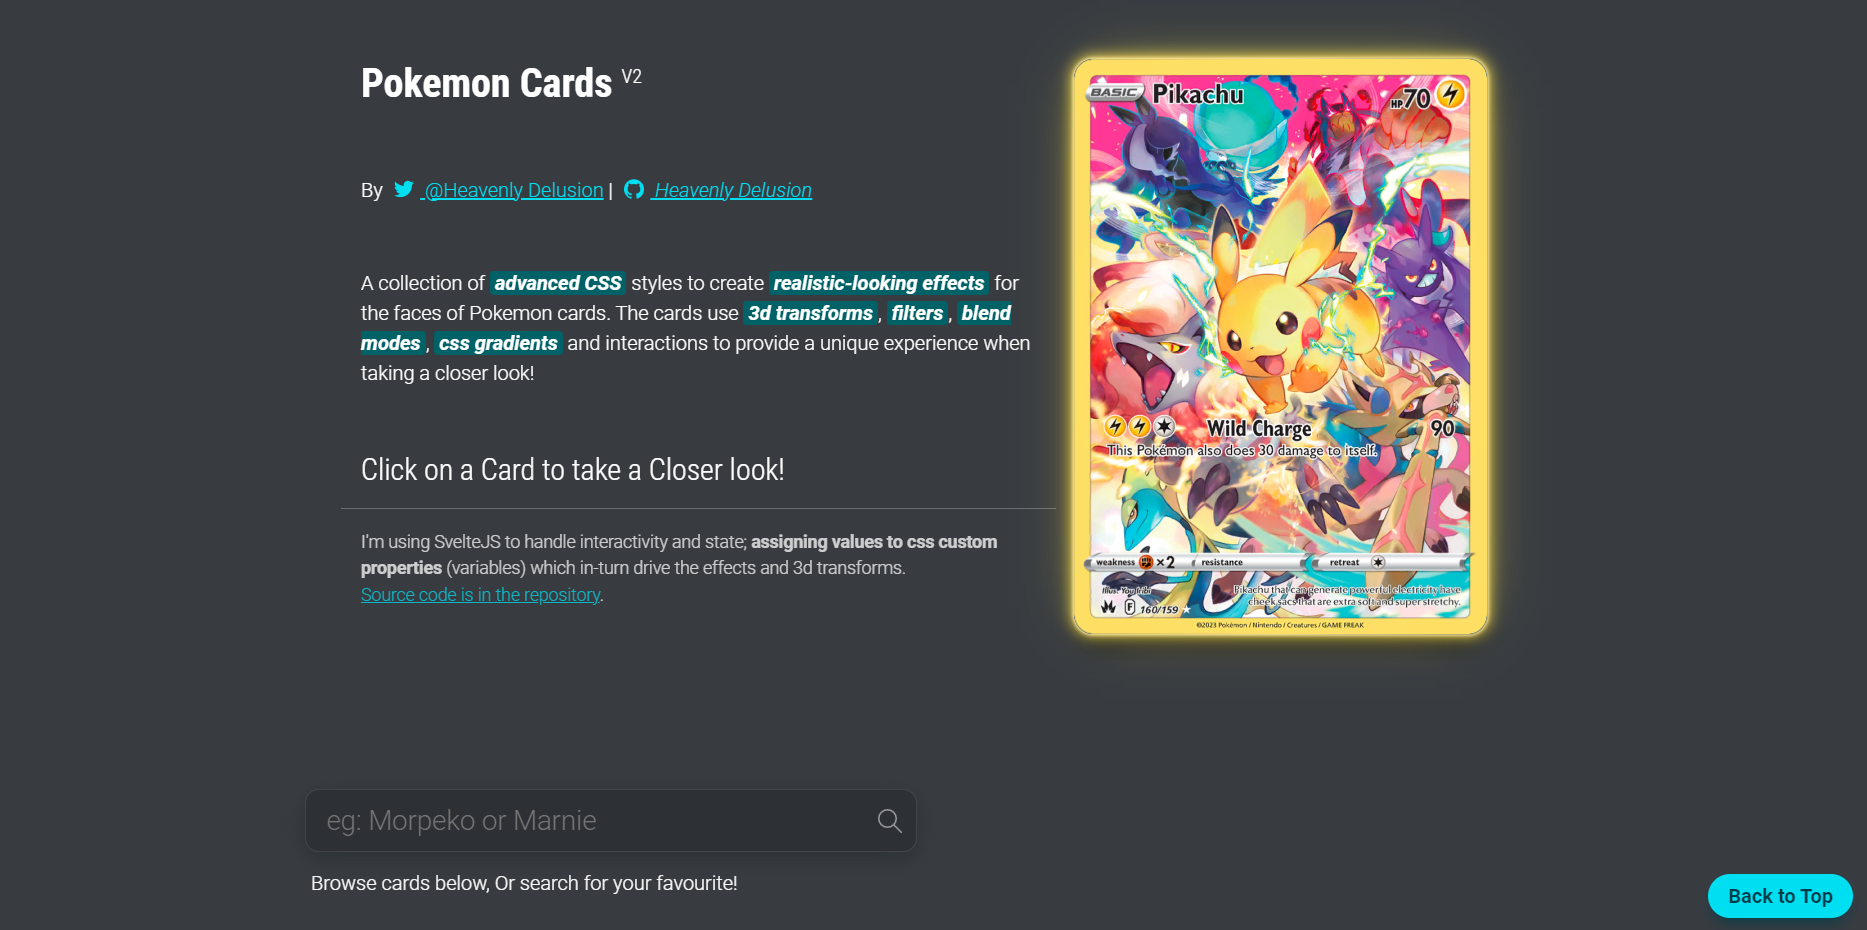 Pokemon Cards V2
By @Heavenly Delusion | Heavenly Delusion
A collection of advanced CSS styles to create realistic-looking effects for
the faces of Pokemon cards. The cards use 3d transforms , filters , blend
modes , css gradients and interactions to provide a unique experience when
taking a closer look!
Click on a Card to take a Closer look!
I'm using SvelteJS to handle interactivity and state; assigning values to css custom
properties (variables) which in-turn drive the effects and 3d transforms.
Source code is in the repository.
BASIC Pikachu HP 70
Wild Charge 90
This Pokémon also does 30 damage to itself.
weakness ×2 resistance retreat
Pikachu that can generate powerful electricity have
cheek sacs that are extra soft and super stretchy.
F 160/159
©2023 Pokémon / Nintendo / Creatures / GAME FREAK
eg: Morpeko or Marnie
Browse cards below, Or search for your favourite!
Back to Top